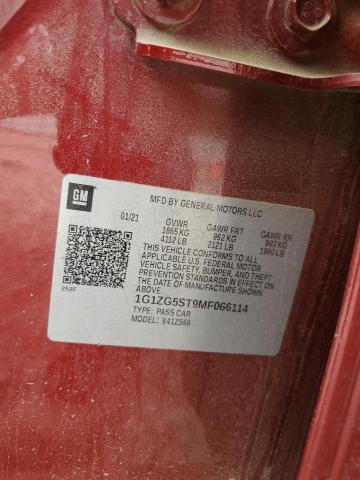 GM
MFD BY GENERAL MOTORS LLC
01/21 GVWR GAWR FRT GAWR RR
1865 KG 962 KG 903 KG
4112 LB 2121 LB 1990 LB
THIS VEHICLE CONFORMS TO ALL
APPLICABLE U.S. FEDERAL MOTOR
VEHICLE SAFETY, BUMPER, AND THEFT
PREVENTION STANDARDS IN EFFECT ON
THE DATE OF MANUFACTURE SHOWN
ABOVE.
252F
1G1ZG5ST9MF066114
TYPE: PASS CAR
MODEL: 941ZS69